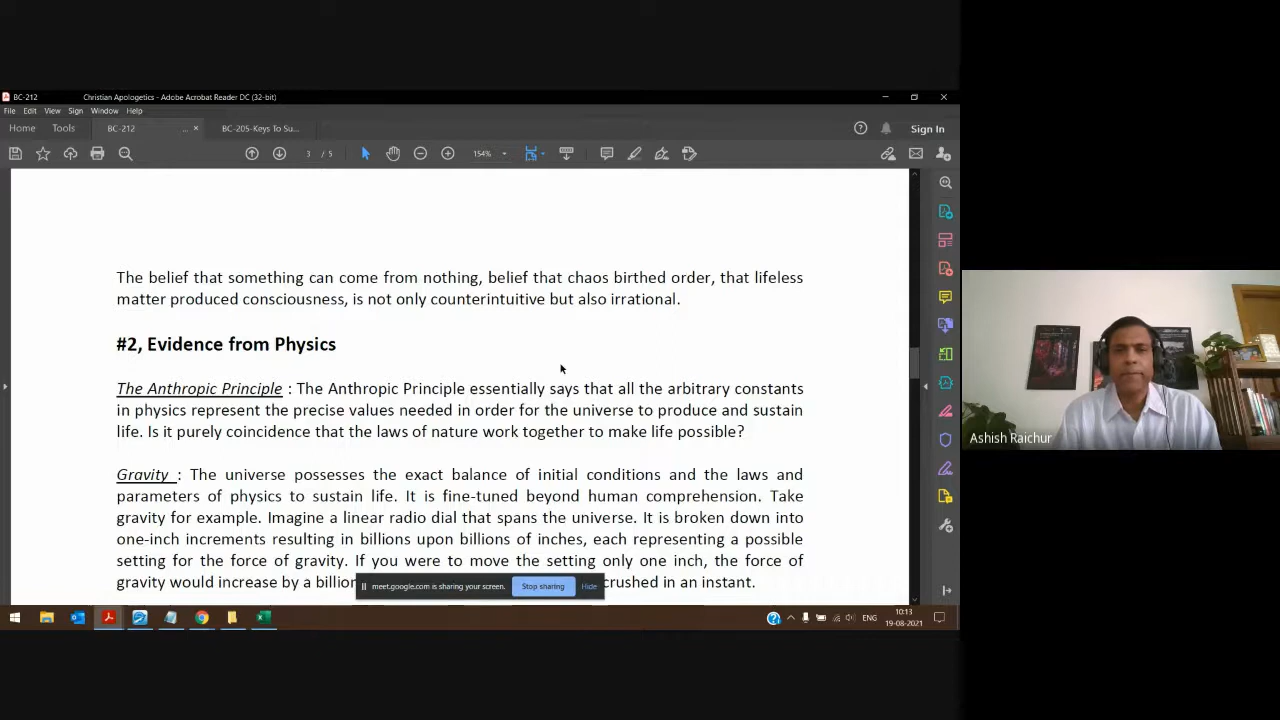 BC-212 Christian Apologetics - Adobe Acrobat Reader DC (32-bit)
File Edit View Sign Window Help
Home Tools BC-212 ... × BC-205-Keys To Su... Sign In
3 / 5 154%
The belief that something can come from nothing, belief that chaos birthed order, that lifeless
matter produced consciousness, is not only counterintuitive but also irrational.
#2, Evidence from Physics
The Anthropic Principle : The Anthropic Principle essentially says that all the arbitrary constants
in physics represent the precise values needed in order for the universe to produce and sustain
life. Is it purely coincidence that the laws of nature work together to make life possible?
Gravity : The universe possesses the exact balance of initial conditions and the laws and
parameters of physics to sustain life. It is fine-tuned beyond human comprehension. Take
gravity for example. Imagine a linear radio dial that spans the universe. It is broken down into
one-inch increments resulting in billions upon billions of inches, each representing a possible
setting for the force of gravity. If you were to move the setting only one inch, the force of
gravity would increase by a billion crushed in an instant.
meet.google.com is sharing your screen. Stop sharing Hide
ENG 10:13
19-08-2021
Ashish Raichur